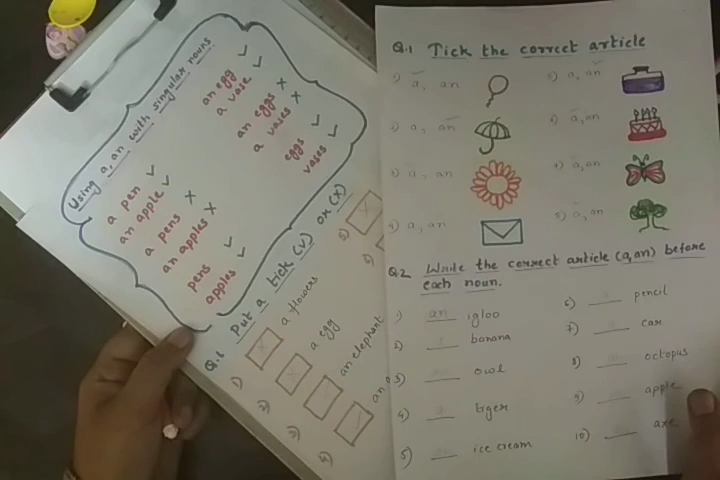 Using a, an with singular nouns
a pen ✓
an apple ✓
a pens ×
an apples ×
pens ✓
apples ✓
an egg ✓
a vase ✓
an eggs ×
a vases ×
eggs ✓
vases ✓
Put a tick (✓) or (×)
1) a flowers
2) a egg
3) an elephant
4)
5)
Q.1 Tick the correct article
1) a, an
2) a, an
3) a, an
4) a, an
5) a, an
a, an
a, an
a, an
Q.2 Write the correct article (a, an) before
each noun.
1) an igloo
2) banana
3) owl
4) tiger
5) ice cream
6) pencil
7) car
8) octopus
9) apple
10) axe